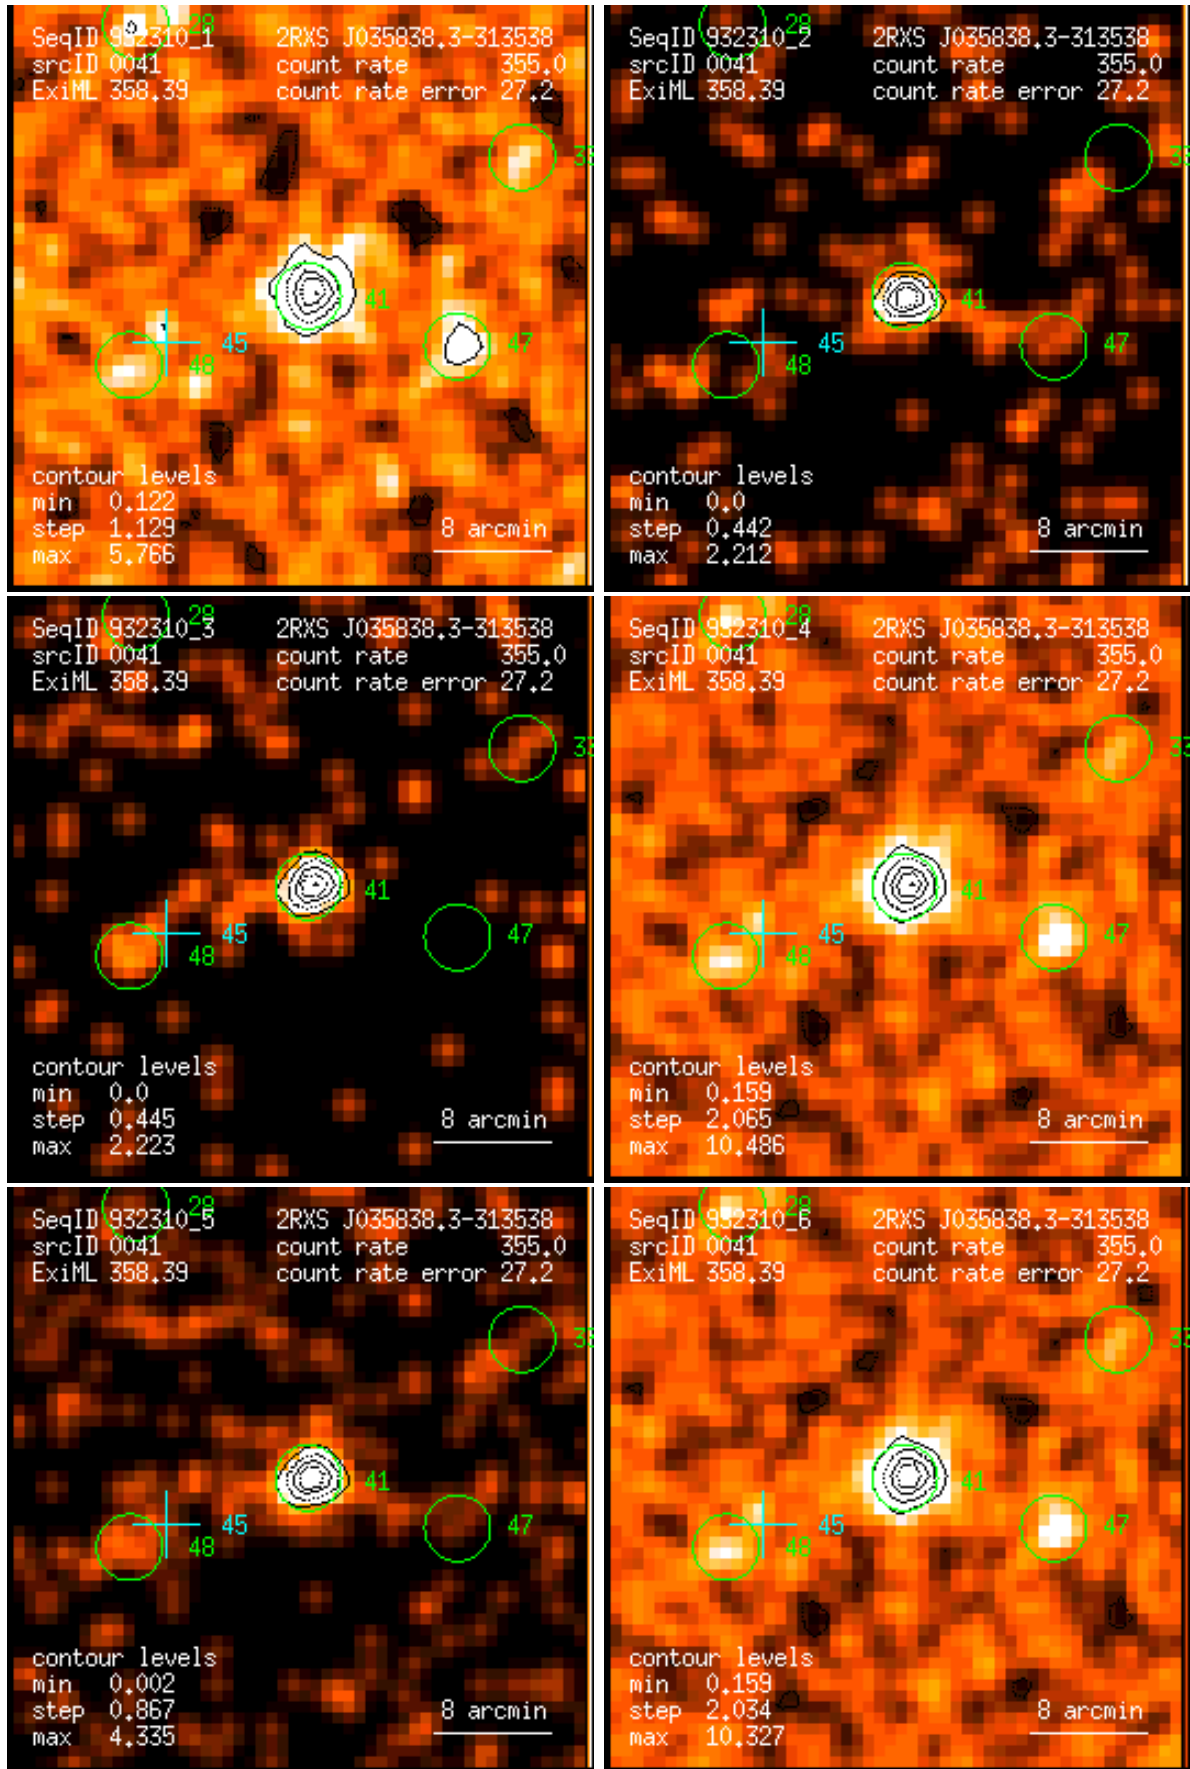 28
SeqID 932310_1 2RXS J035838.3-313538
srcID 0041 count rate 355.0
ExiML 358.39 count rate error 27.2
33
41
45
47
48
contour levels
min 0.122
step 1.129 8 arcmin
max 5.766
28
SeqID 932310_2 2RXS J035838.3-313538
srcID 0041 count rate 355.0
ExiML 358.39 count rate error 27.2
33
41
45
47
48
contour levels
min 0.0
step 0.442 8 arcmin
max 2.212
28
SeqID 932310_3 2RXS J035838.3-313538
srcID 0041 count rate 355.0
ExiML 358.39 count rate error 27.2
33
41
45
47
48
contour levels
min 0.0
step 0.445 8 arcmin
max 2.223
28
SeqID 932310_4 2RXS J035838.3-313538
srcID 0041 count rate 355.0
ExiML 358.39 count rate error 27.2
33
41
45
47
48
contour levels
min 0.159
step 2.065 8 arcmin
max 10.486
28
SeqID 932310_5 2RXS J035838.3-313538
srcID 0041 count rate 355.0
ExiML 358.39 count rate error 27.2
33
41
45
47
48
contour levels
min 0.002
step 0.867 8 arcmin
max 4.335
28
SeqID 932310_6 2RXS J035838.3-313538
srcID 0041 count rate 355.0
ExiML 358.39 count rate error 27.2
33
41
45
47
48
contour levels
min 0.159
step 2.034 8 arcmin
max 10.327